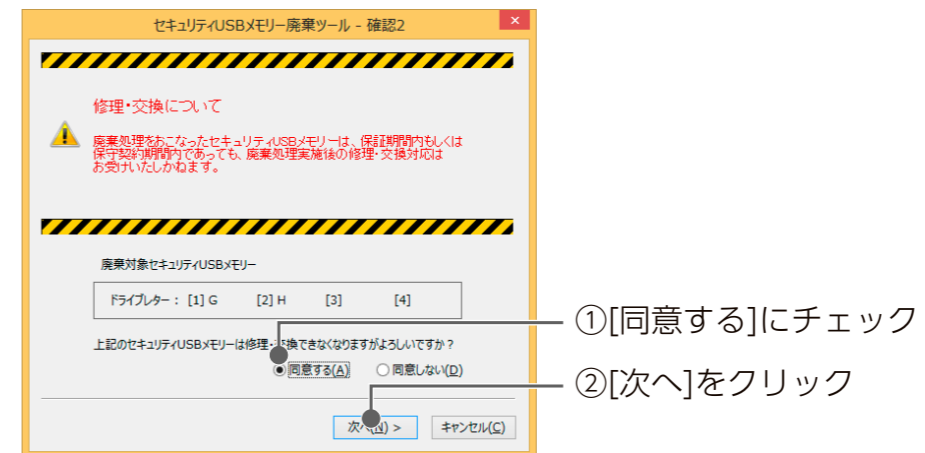 セキュリティUSBメモリー廃棄ツール - 確認2
修理・交換について
廃棄処理をおこなったセキュリティUSBメモリーは、保証期間内もしくは
保守契約期間内であっても、廃棄処理実施後の修理・交換対応は
お受けいたしかねます。
廃棄対象セキュリティUSBメモリー
ドライブレター： [1] G [2] H [3] [4]
上記のセキュリティUSBメモリーは修理・交換できなくなりますがよろしいですか？
同意する(A) 同意しない(D)
次へ(N) > キャンセル(C)
①[同意する]にチェック
②[次へ]をクリック